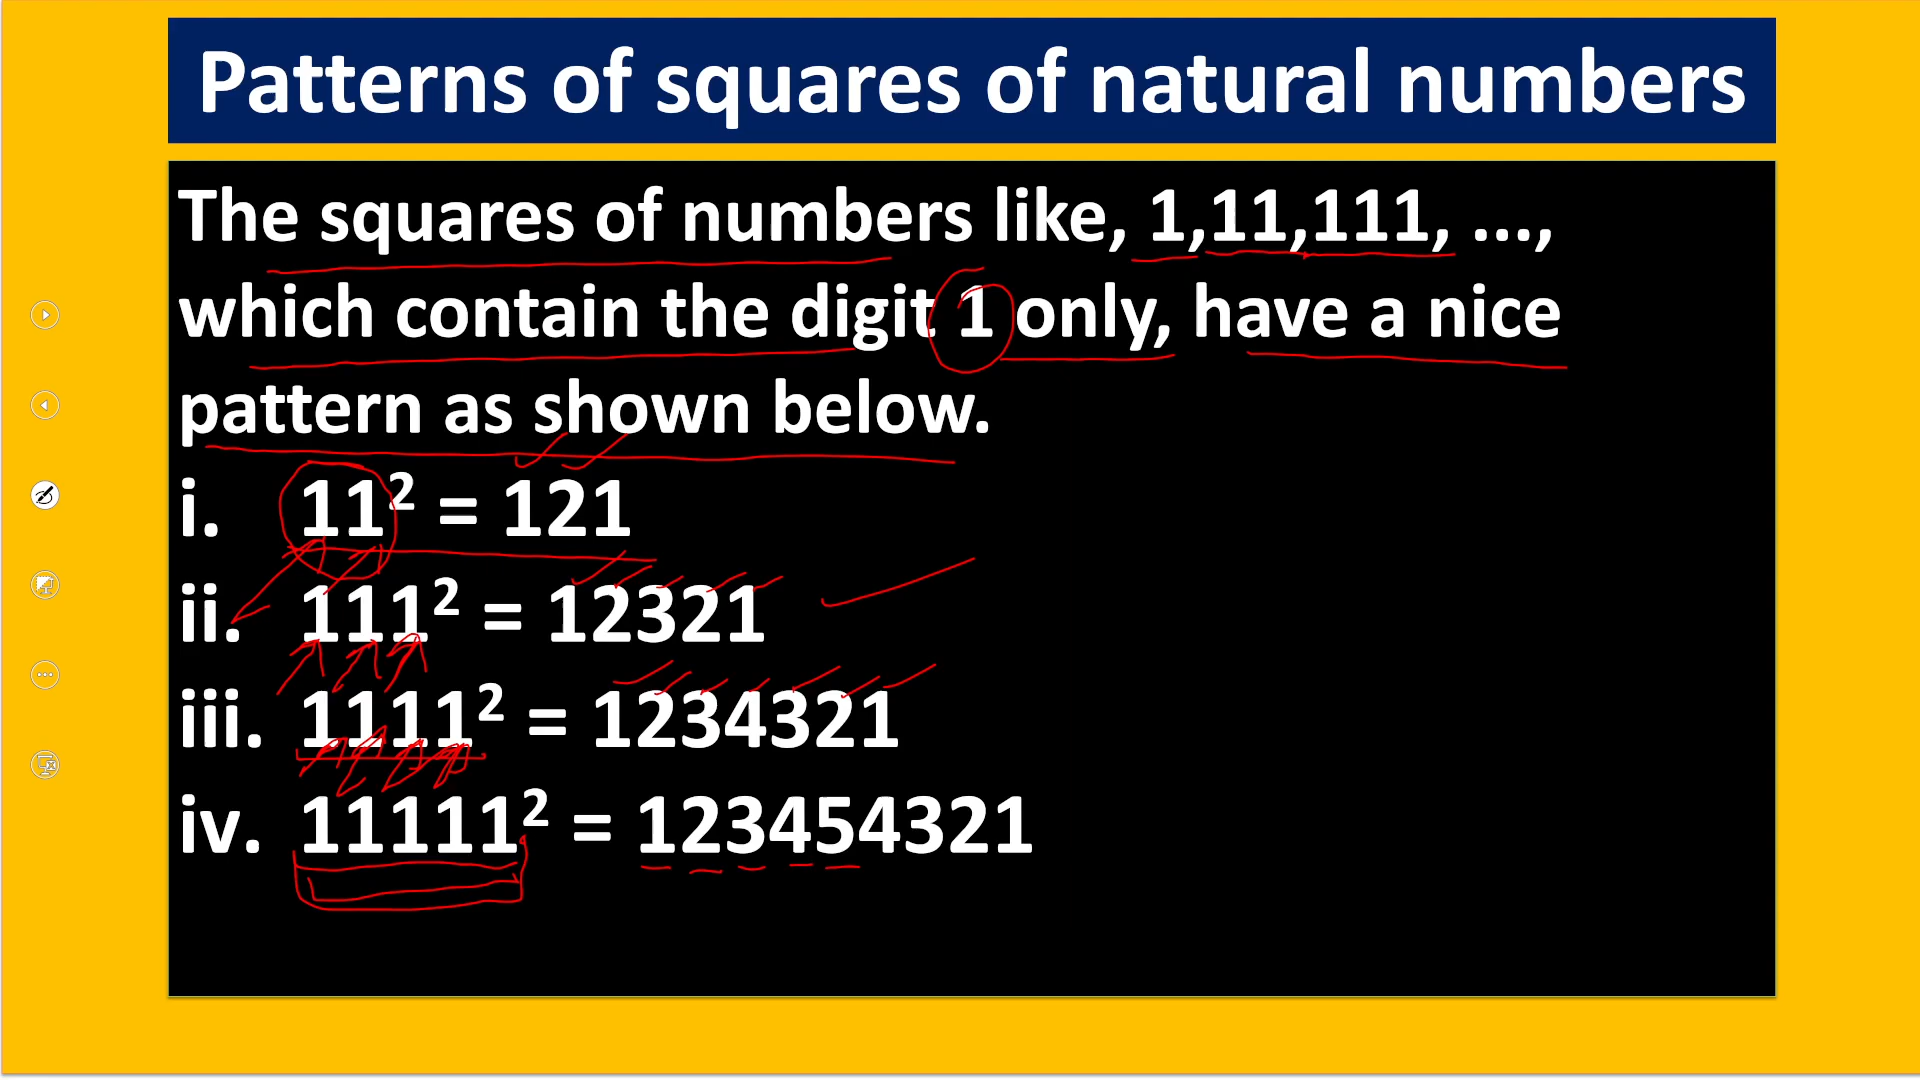 Patterns of squares of natural numbers
The squares of numbers like, 1,11,111, ...,
which contain the digit 1 only, have a nice
pattern as shown below.
i. 11² = 121
ii. 111² = 12321
iii. 1111² = 1234321
iv. 11111² = 123454321